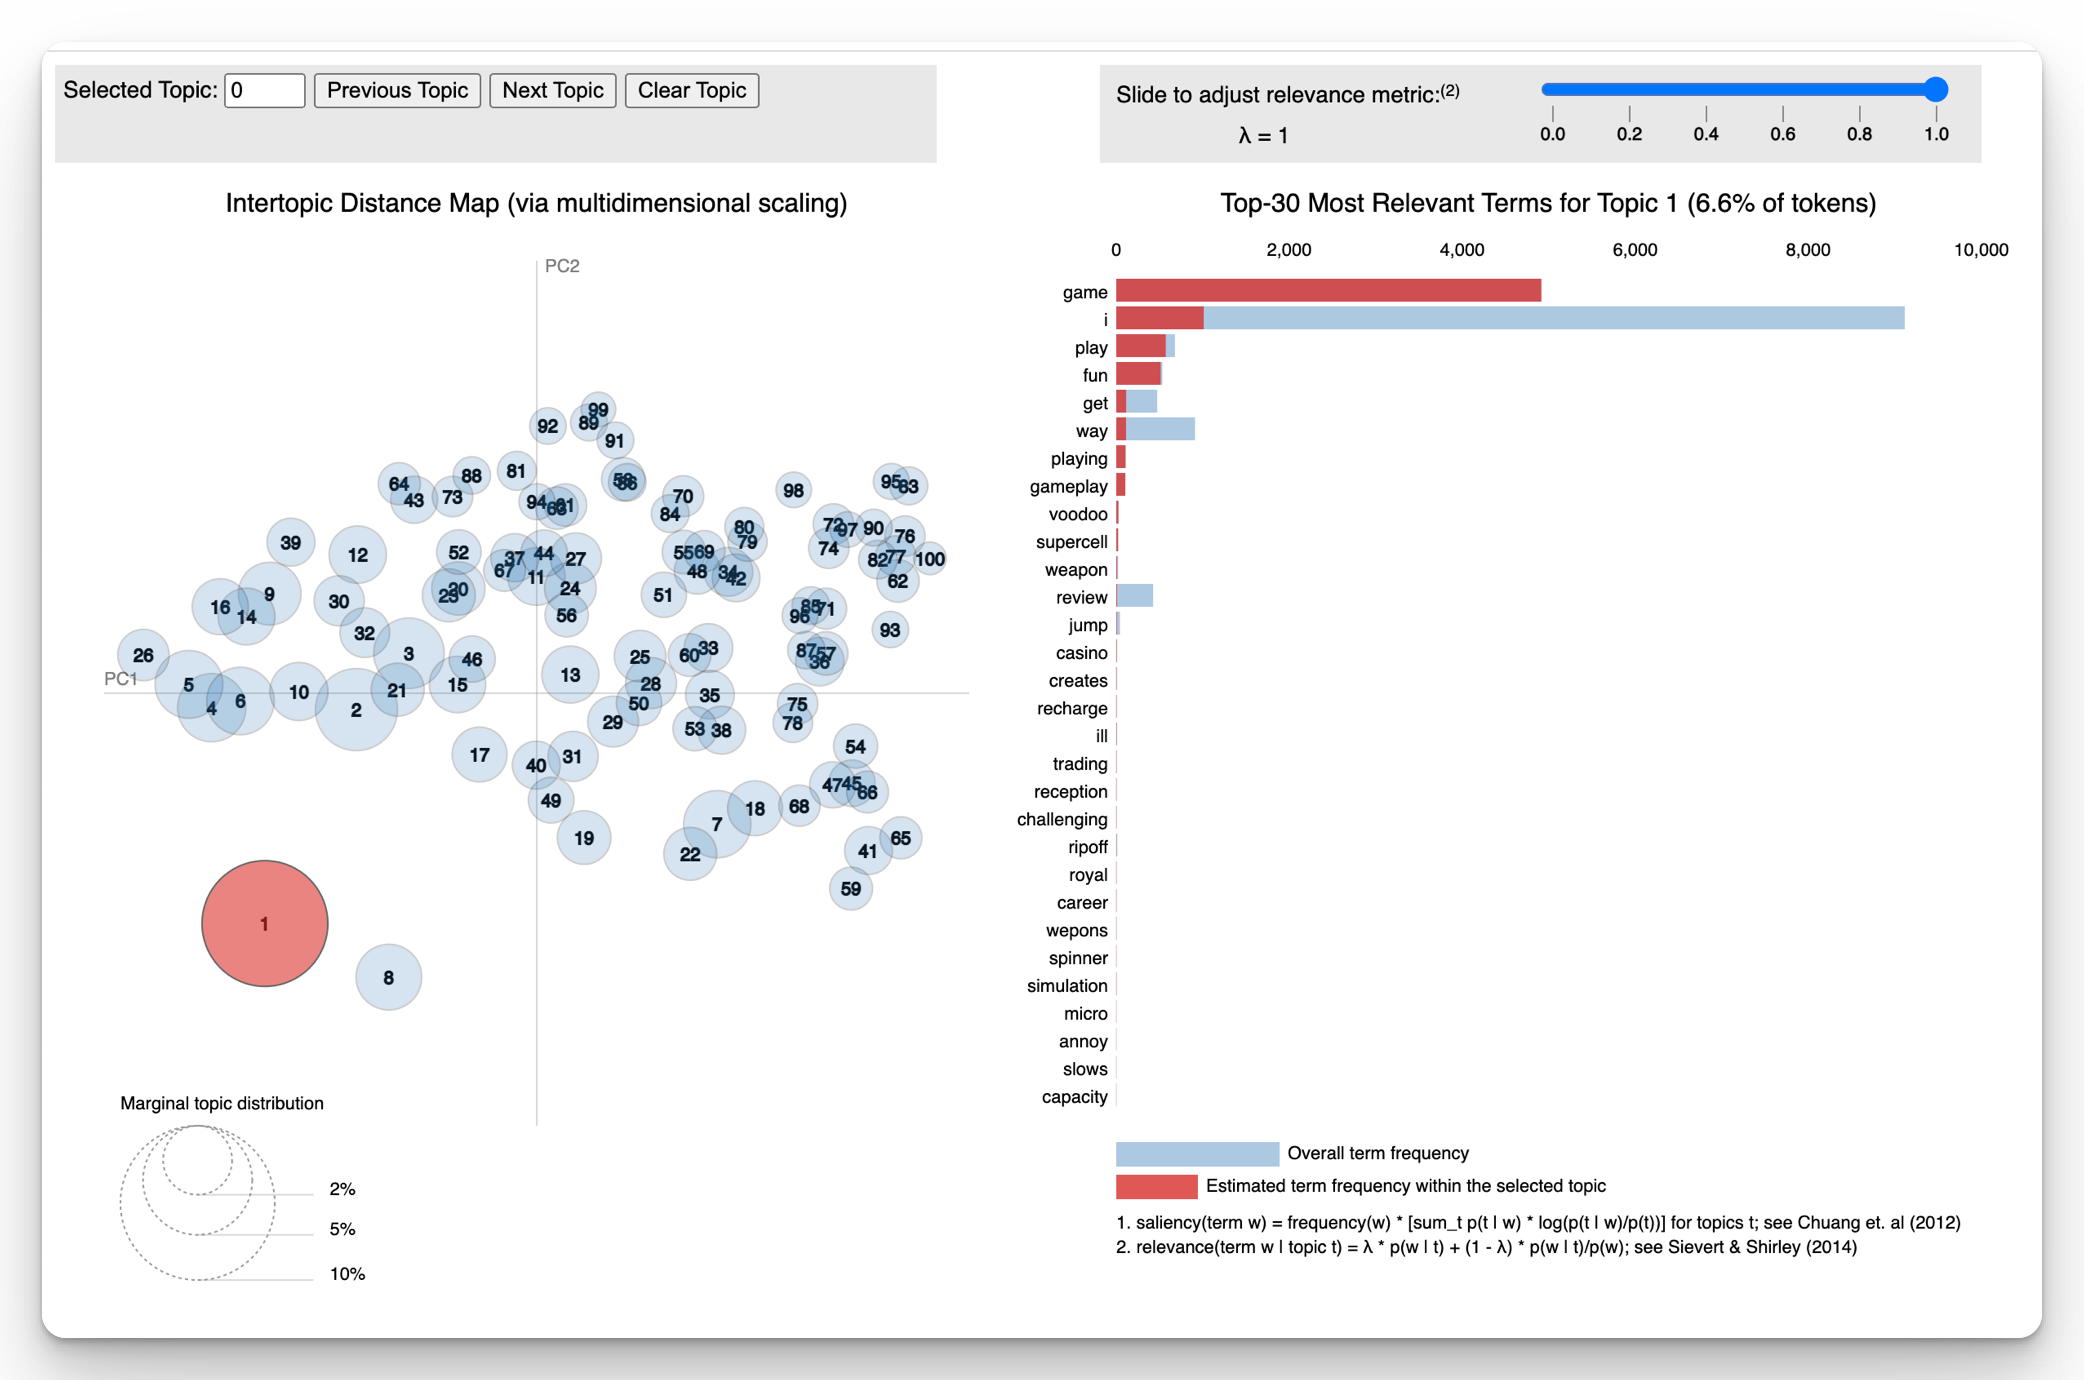 Selected Topic: 0 Previous Topic Next Topic Clear Topic
Slide to adjust relevance metric:(2)
λ = 1
0.0 0.2 0.4 0.6 0.8 1.0
Intertopic Distance Map (via multidimensional scaling)
PC2
PC1
99
92
89
91
81
88
64
43
73
94
61
70
84
98
95
83
39
12
52
37
44
27
67
11
24
56
20
30
32
16
9
14
26
5
4
6
10
2
3
21
46
15
13
80
79
55
69
48
34
42
51
72
97
90
76
74
82
77
100
62
71
93
25
60
33
28
50
35
29
53
38
87
57
36
75
78
17
40
31
49
19
54
47
45
66
68
18
7
22
41
65
59
1
8
Marginal topic distribution
2%
5%
10%
Top-30 Most Relevant Terms for Topic 1 (6.6% of tokens)
0 2,000 4,000 6,000 8,000 10,000
game
i
play
fun
get
way
playing
gameplay
voodoo
supercell
weapon
review
jump
casino
creates
recharge
ill
trading
reception
challenging
ripoff
royal
career
wepons
spinner
simulation
micro
annoy
slows
capacity
Overall term frequency
Estimated term frequency within the selected topic
1. saliency(term w) = frequency(w) * [sum_t p(t | w) * log(p(t | w)/p(t))] for topics t; see Chuang et. al (2012)
2. relevance(term w | topic t) = λ * p(w | t) + (1 - λ) * p(w | t)/p(w); see Sievert & Shirley (2014)